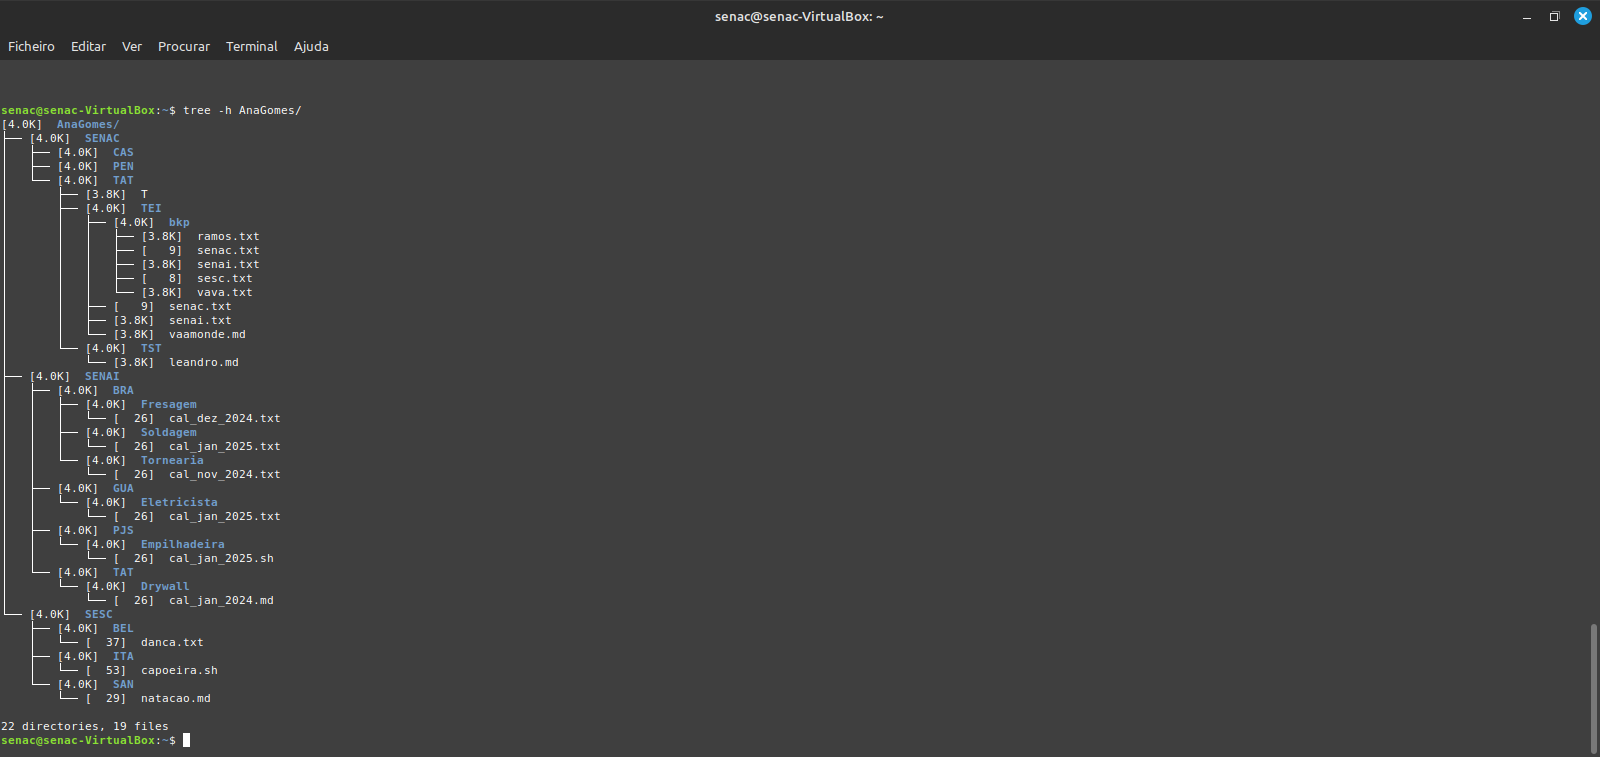 senac@senac-VirtualBox: ~
Ficheiro Editar Ver Procurar Terminal Ajuda
senac@senac-VirtualBox:~$ tree -h AnaGomes/
[4.0K]  AnaGomes/
├── [4.0K]  SENAC
│   ├── [4.0K]  CAS
│   ├── [4.0K]  PEN
│   └── [4.0K]  TAT
│       ├── [3.8K]  T
│       ├── [4.0K]  TEI
│       │   ├── [4.0K]  bkp
│       │   │   ├── [3.8K]  ramos.txt
│       │   │   ├── [   9]  senac.txt
│       │   │   ├── [3.8K]  senai.txt
│       │   │   ├── [   8]  sesc.txt
│       │   │   └── [3.8K]  vava.txt
│       │   ├── [   9]  senac.txt
│       │   ├── [3.8K]  senai.txt
│       │   └── [3.8K]  vaamonde.md
│       └── [4.0K]  TST
│           └── [3.8K]  leandro.md
├── [4.0K]  SENAI
│   ├── [4.0K]  BRA
│   │   ├── [4.0K]  Fresagem
│   │   │   └── [  26]  cal_dez_2024.txt
│   │   ├── [4.0K]  Soldagem
│   │   │   └── [  26]  cal_jan_2025.txt
│   │   └── [4.0K]  Tornearia
│   │       └── [  26]  cal_nov_2024.txt
│   ├── [4.0K]  GUA
│   │   └── [4.0K]  Eletricista
│   │       └── [  26]  cal_jan_2025.txt
│   ├── [4.0K]  PJS
│   │   └── [4.0K]  Empilhadeira
│   │       └── [  26]  cal_jan_2025.sh
│   └── [4.0K]  TAT
│       └── [4.0K]  Drywall
│           └── [  26]  cal_jan_2024.md
└── [4.0K]  SESC
    ├── [4.0K]  BEL
    │   └── [  37]  danca.txt
    ├── [4.0K]  ITA
    │   └── [  53]  capoeira.sh
    └── [4.0K]  SAN
        └── [  29]  natacao.md
22 directories, 19 files
senac@senac-VirtualBox:~$